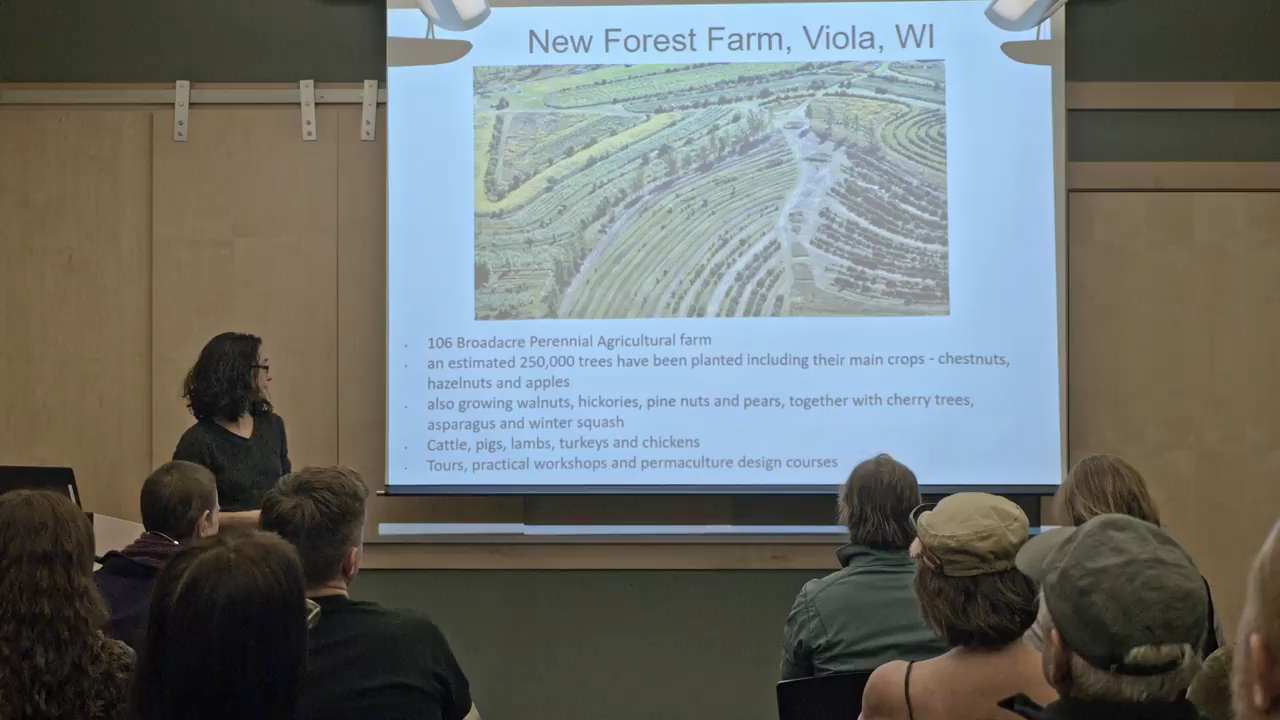 New Forest Farm, Viola, WI
106 Broadacre Perennial Agricultural farm
an estimated 250,000 trees have been planted including their main crops - chestnuts,
hazelnuts and apples
also growing walnuts, hickories, pine nuts and pears, together with cherry trees,
asparagus and winter squash
Cattle, pigs, lambs, turkeys and chickens
Tours, practical workshops and permaculture design courses